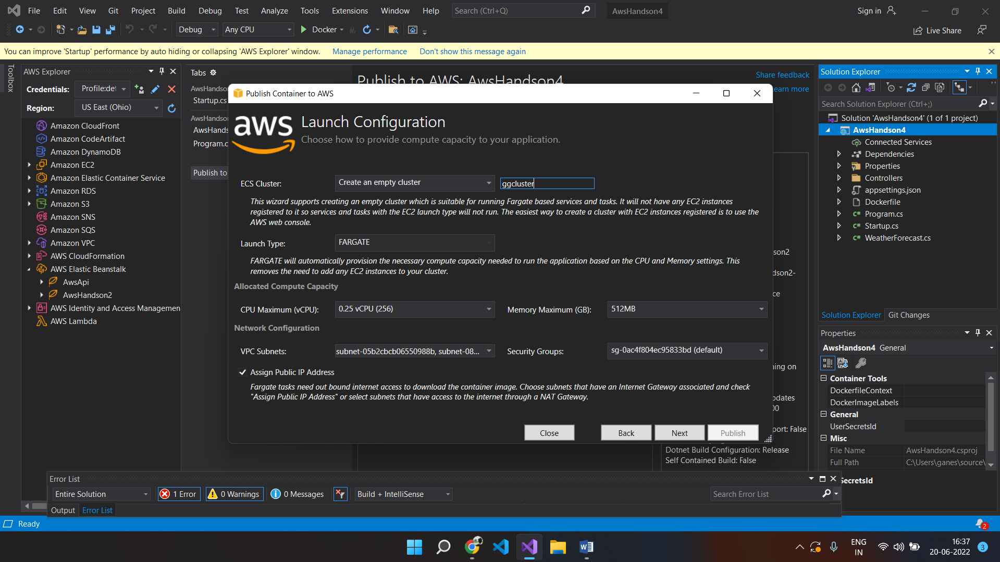 File Edit View Git Project Build Debug Test Analyze Tools Extensions Window Help Search (Ctrl+Q) AwsHandson4 Sign in
Debug Any CPU Docker Live Share
You can improve 'Startup' performance by auto hiding or collapsing 'AWS Explorer' window. Manage performance Don't show this message again
Toolbox
AWS Explorer
Credentials: Profile:def
Region: US East (Ohio)
Amazon CloudFront
Amazon CodeArtifact
Amazon DynamoDB
Amazon EC2
Amazon Elastic Container Service
Amazon RDS
Amazon S3
Amazon SNS
Amazon SQS
Amazon VPC
AWS CloudFormation
AWS Elastic Beanstalk
AwsApi
AwsHandson2
AWS Identity and Access Managemen
AWS Lambda
Tabs
AwsHandson
Startup.cs
AwsHandson
AwsHands
Program.c
Publish to
Publish to AWS: AwsHandson4
Share feedback
earn more
Publish Container to AWS
aws
Launch Configuration
Choose how to provide compute capacity to your application.
ECS Cluster: Create an empty cluster ggcluster
This wizard supports creating an empty cluster which is suitable for running Fargate based services and tasks. It will not have any EC2 instances
registered to it so services and tasks with the EC2 launch type will not run. The easiest way to create a cluster with EC2 instances registered is to use the
AWS web console.
Launch Type: FARGATE
FARGATE will automatically provision the necessary compute capacity needed to run the application based on the CPU and Memory settings. This
removes the need to add any EC2 instances to your cluster.
Allocated Compute Capacity
CPU Maximum (vCPU): 0.25 vCPU (256) Memory Maximum (GB): 512MB
Network Configuration
VPC Subnets: subnet-05b2cbcb06550988b, subnet-08... Security Groups: sg-0ac4f804ec95833bd (default)
Assign Public IP Address
Fargate tasks need out bound internet access to download the container image. Choose subnets that have an Internet Gateway associated and check
"Assign Public IP Address" or select subnets that have access to the internet through a NAT Gateway.
Close Back Next Publish
son2
dson2-
ce
ing on
pdates
00
port: False
Dotnet Build Configuration: Release
Self Contained Build: False
Solution Explorer
Search Solution Explorer (Ctrl+;)
Solution 'AwsHandson4' (1 of 1 project)
AwsHandson4
Connected Services
Dependencies
Properties
Controllers
appsettings.json
Dockerfile
Program.cs
Startup.cs
WeatherForecast.cs
Solution Explorer Git Changes
Properties
AwsHandson4 General
Container Tools
DockerfileContext
DockerImageLabels
General
UserSecretsId
Misc
File Name AwsHandson4.csproj
Full Path C:\Users\ganes\source\
SecretsId
Error List
Entire Solution 1 Error 0 Warnings 0 Messages Build + IntelliSense Search Error List
Output Error List
Ready 2
ENG
IN
16:37
20-06-2022
3